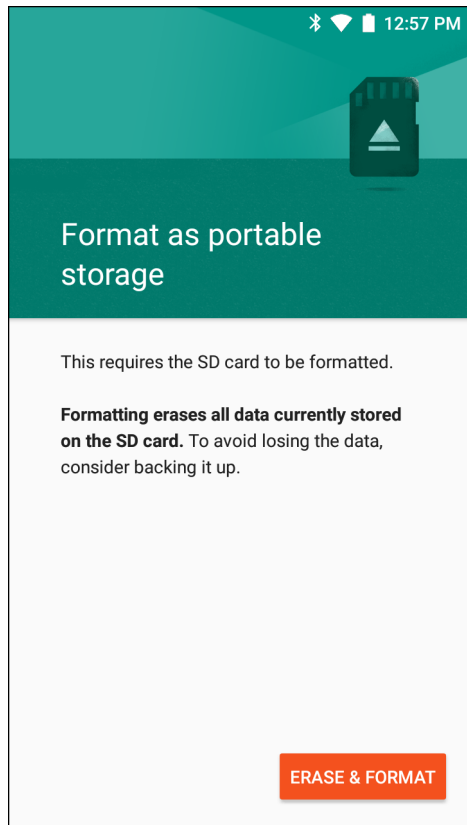 12:57 PM
Format as portable
storage
This requires the SD card to be formatted.
Formatting erases all data currently stored
on the SD card. To avoid losing the data,
consider backing it up.
ERASE & FORMAT